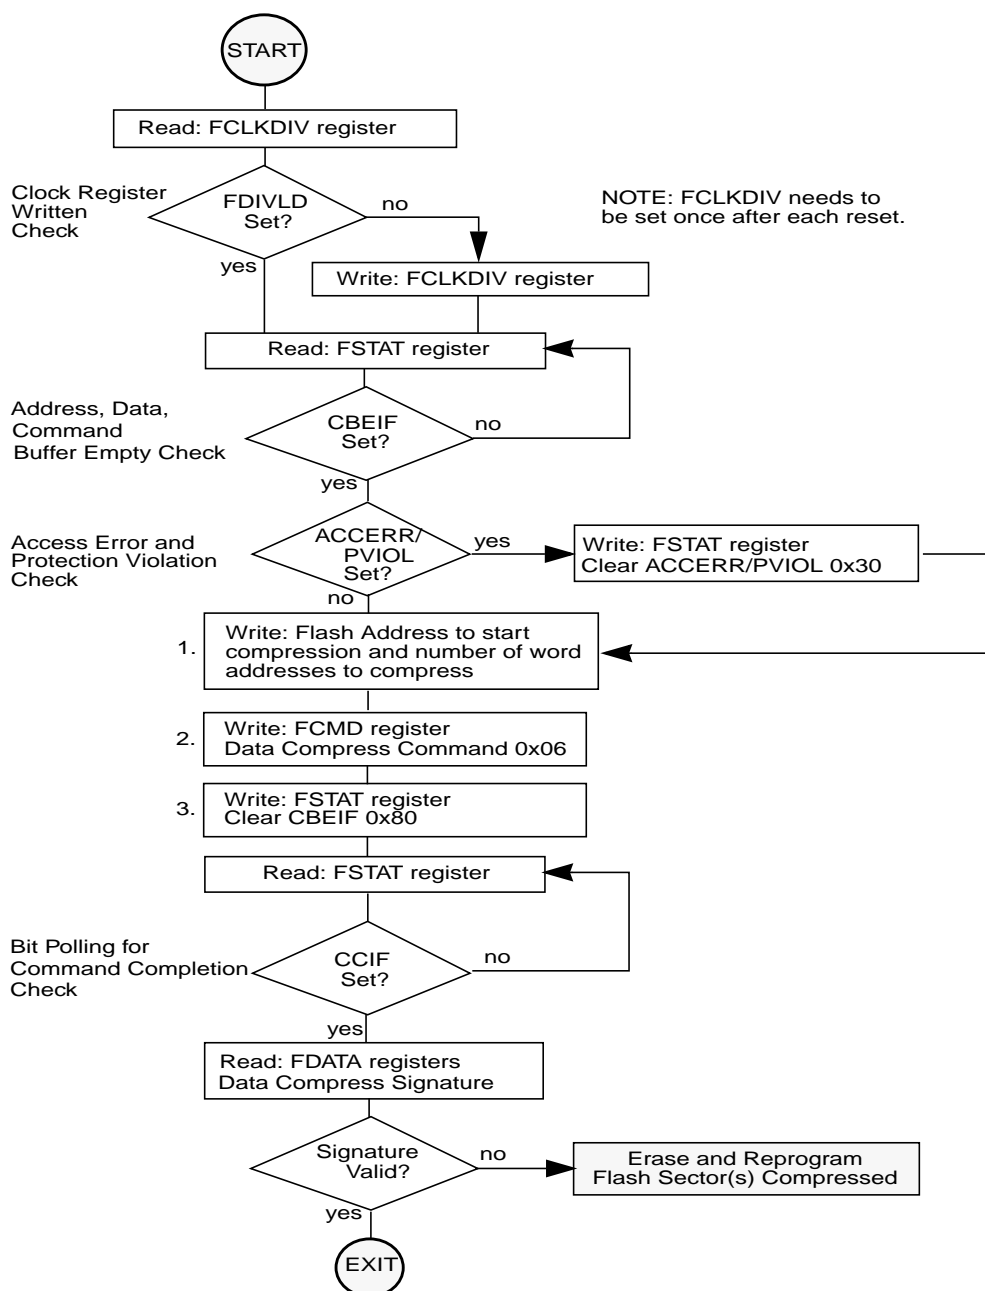 START
Read: FCLKDIV register
Clock Register
Written
Check
FDIVLD
Set?
no
yes
NOTE: FCLKDIV needs to
be set once after each reset.
Write: FCLKDIV register
Read: FSTAT register
Address, Data,
Command
Buffer Empty Check
CBEIF
Set?
no
yes
Access Error and
Protection Violation
Check
ACCERR/
PVIOL
Set?
yes
no
Write: FSTAT register
Clear ACCERR/PVIOL 0x30
1.
Write: Flash Address to start
compression and number of word
addresses to compress
2.
Write: FCMD register
Data Compress Command 0x06
3.
Write: FSTAT register
Clear CBEIF 0x80
Read: FSTAT register
Bit Polling for
Command Completion
Check
CCIF
Set?
no
yes
Read: FDATA registers
Data Compress Signature
Signature
Valid?
no
yes
Erase and Reprogram
Flash Sector(s) Compressed
EXIT